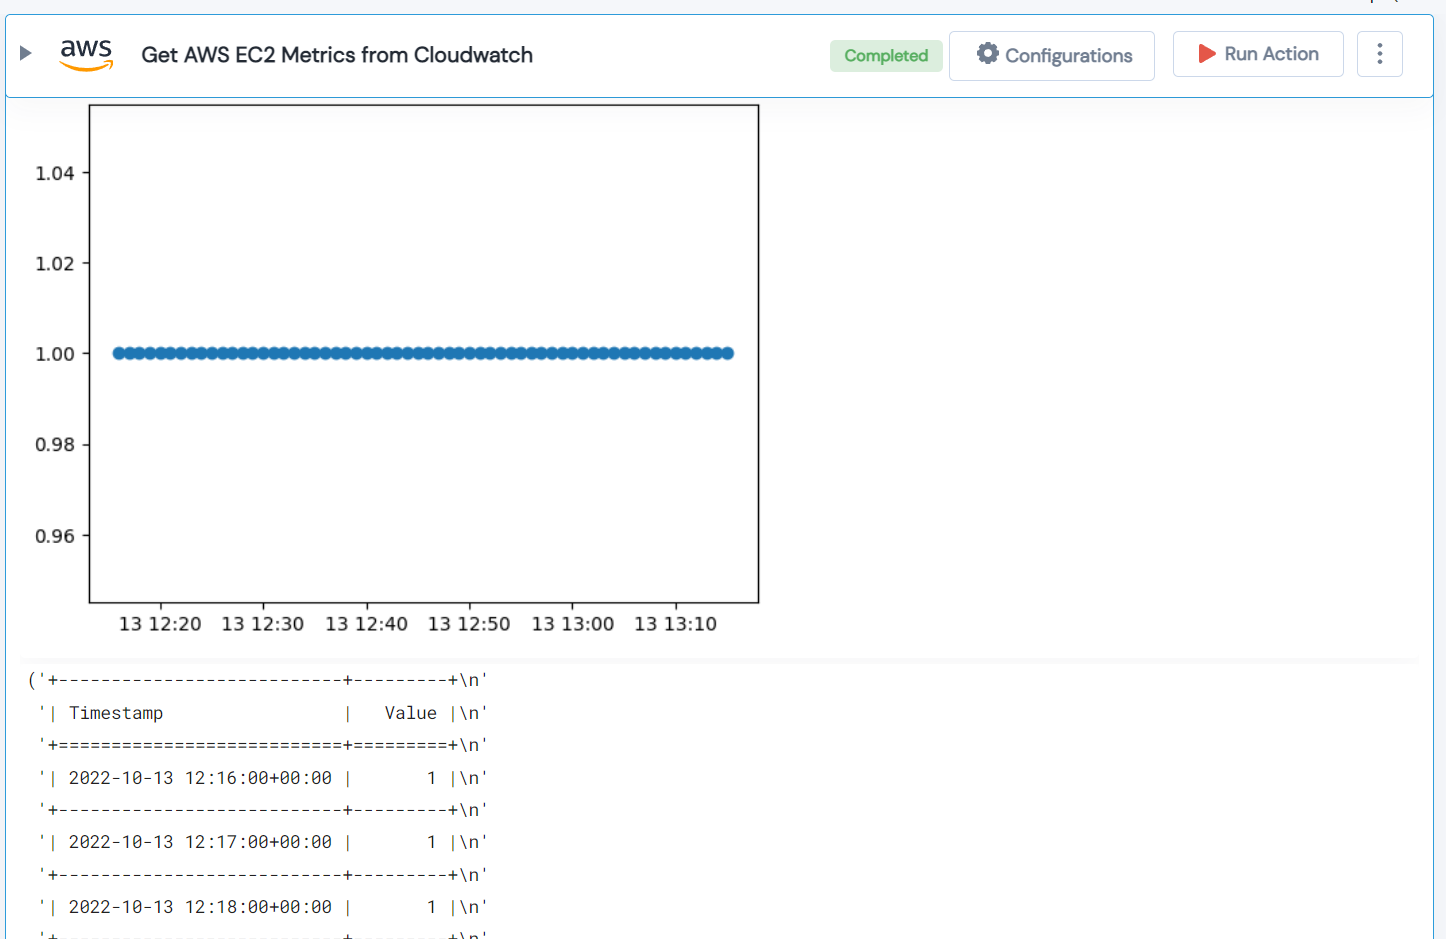 aws Get AWS EC2 Metrics from Cloudwatch Completed Configurations Run Action
1.04
1.02
1.00
0.98
0.96
13 12:20 13 12:30 13 12:40 13 12:50 13 13:00 13 13:10
('+---------------------------+---------+\n'
'| Timestamp                 |   Value |\n'
'+===========================+=========+\n'
'| 2022-10-13 12:16:00+00:00 |       1 |\n'
'+---------------------------+---------+\n'
'| 2022-10-13 12:17:00+00:00 |       1 |\n'
'+---------------------------+---------+\n'
'| 2022-10-13 12:18:00+00:00 |       1 |\n'
'+---------------------------+---------+\n'